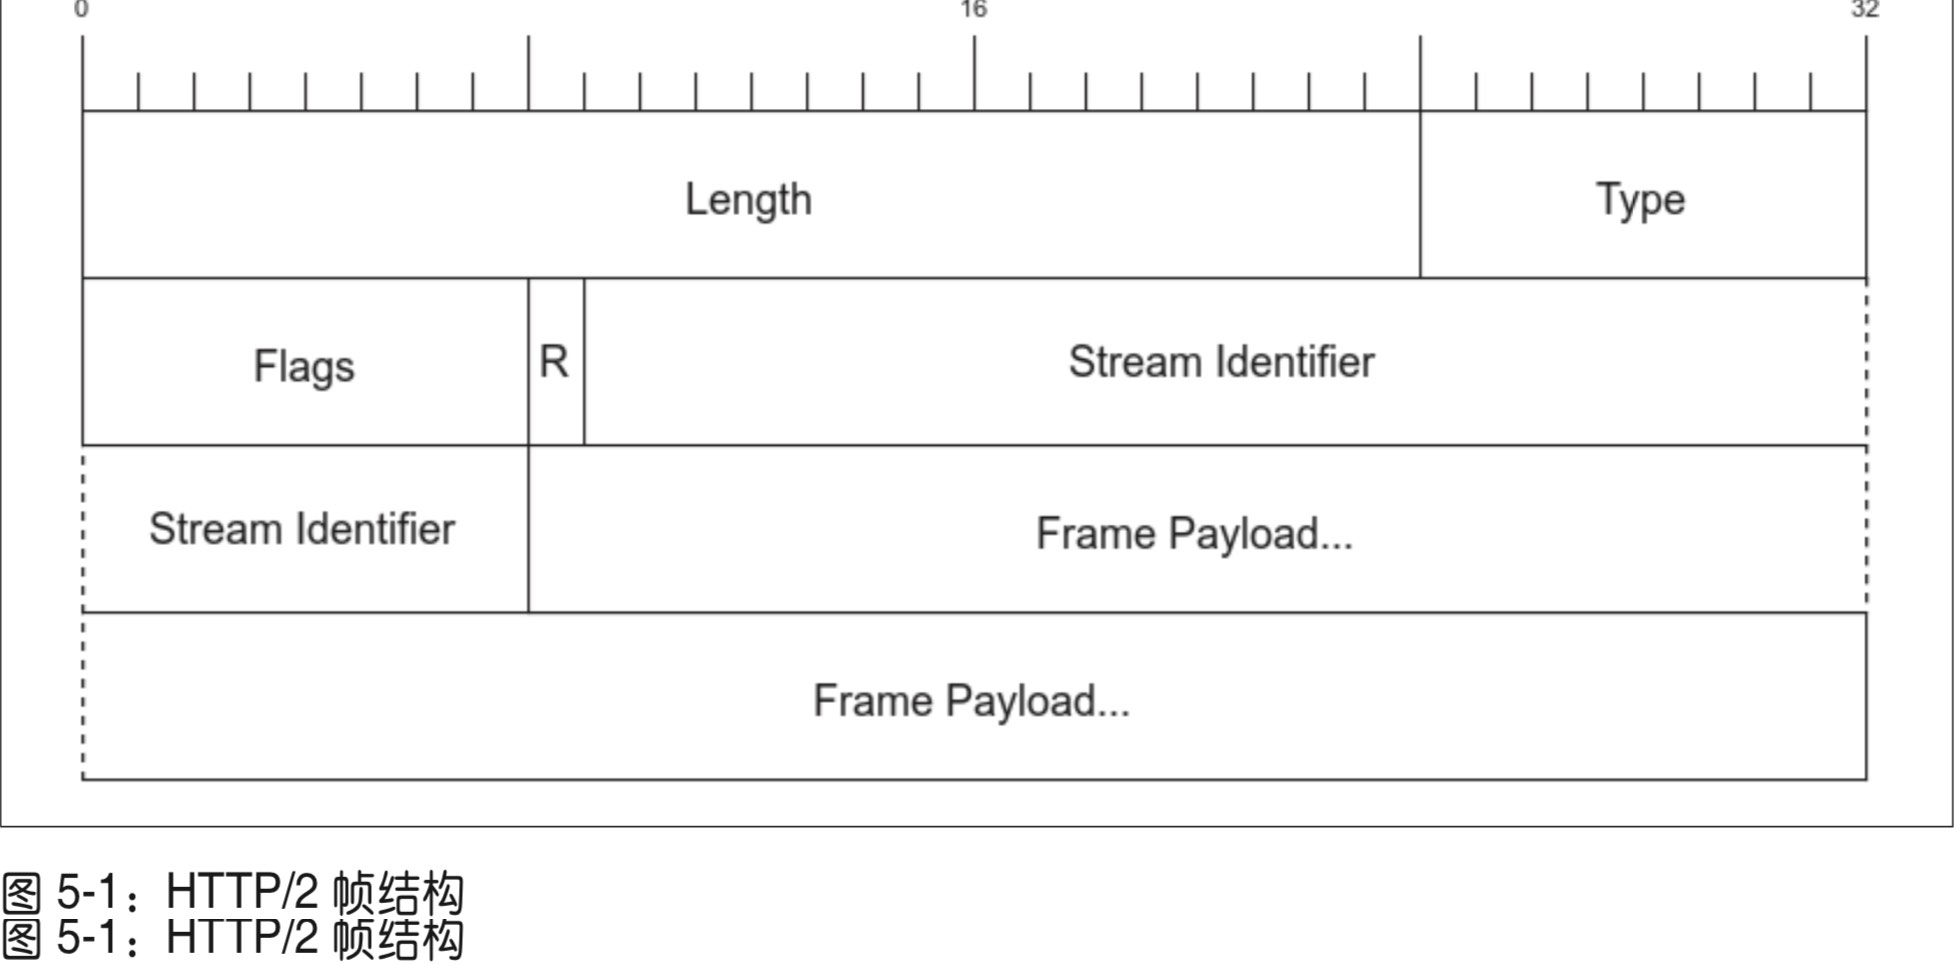 0 16 32
Length Type
Flags R Stream Identifier
Stream Identifier Frame Payload...
Frame Payload...
图 5-1：HTTP/2 帧结构
图 5-1：HTTP/2 帧结构